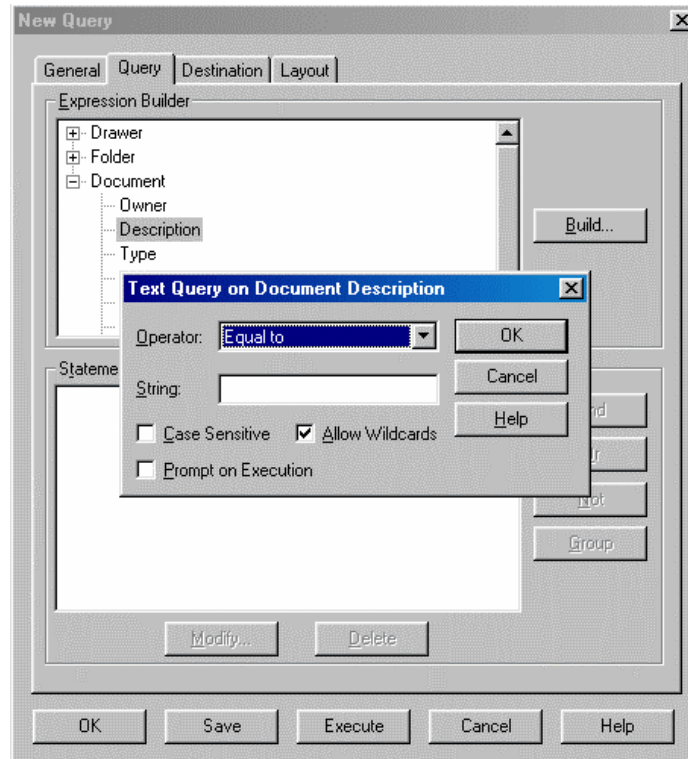 New Query
General Query Destination Layout
Expression Builder
Drawer
Folder
Document
Owner
Description
Type
Build...
Text Query on Document Description
Operator: Equal to
OK
String:
Cancel
Case Sensitive Allow Wildcards
Help
Prompt on Execution
Not
Group
Modify... Delete
OK Save Execute Cancel Help